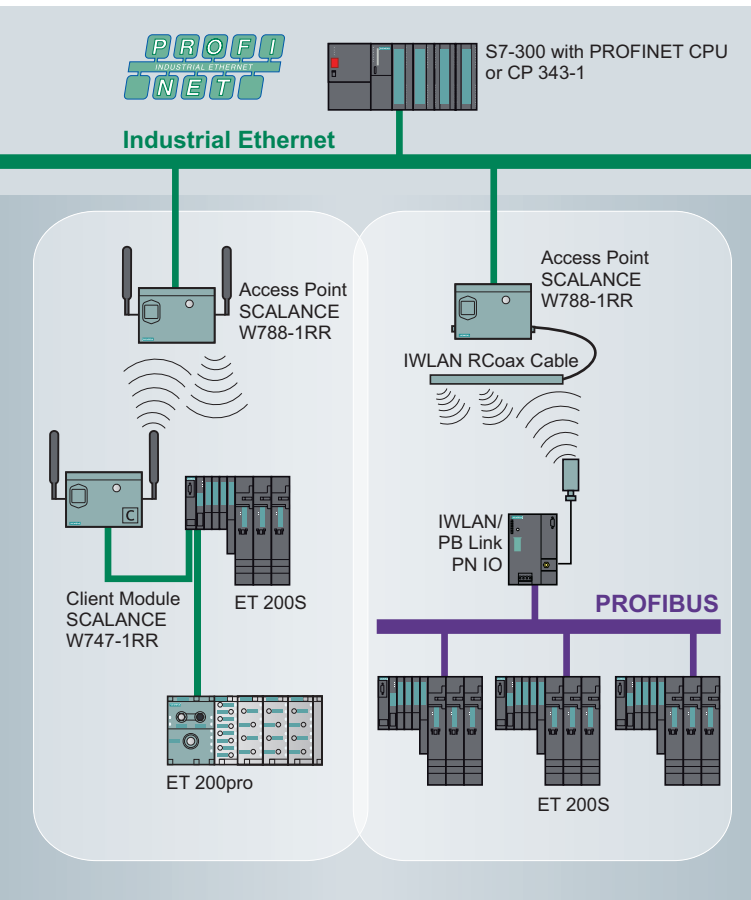 PROFI
INDUSTRIAL ETHERNET
NET
S7-300 with PROFINET CPU
or CP 343-1
Industrial Ethernet
Access Point
SCALANCE
W788-1RR
Access Point
SCALANCE
W788-1RR
IWLAN RCoax Cable
C
Client Module
SCALANCE
W747-1RR
ET 200S
ET 200pro
IWLAN/
PB Link
PN IO
PROFIBUS
ET 200S